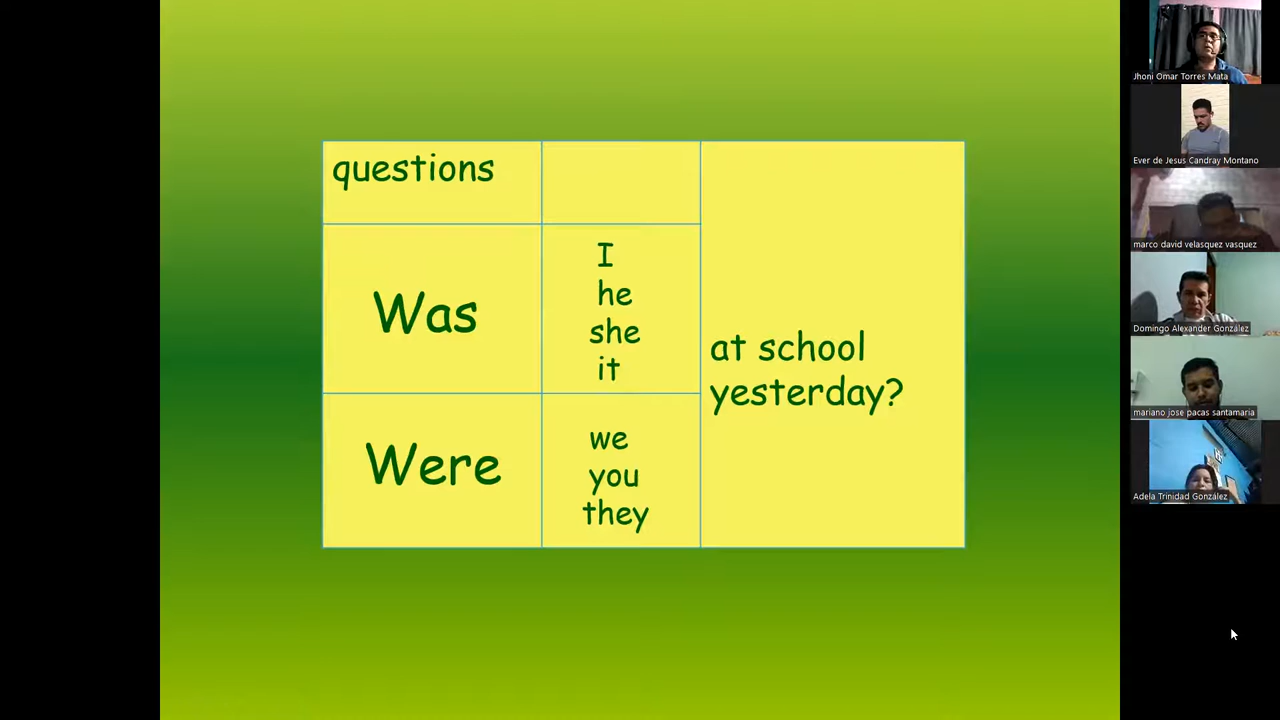 questions
Was
I
he
she
it
Were
we
you
they
at school
yesterday?
Jhoni Omar Torres Mata
Ever de Jesus Candray Montano
marco david velasquez vasquez
Domingo Alexander González
mariano jose pacas santamaria
Adela Trinidad González